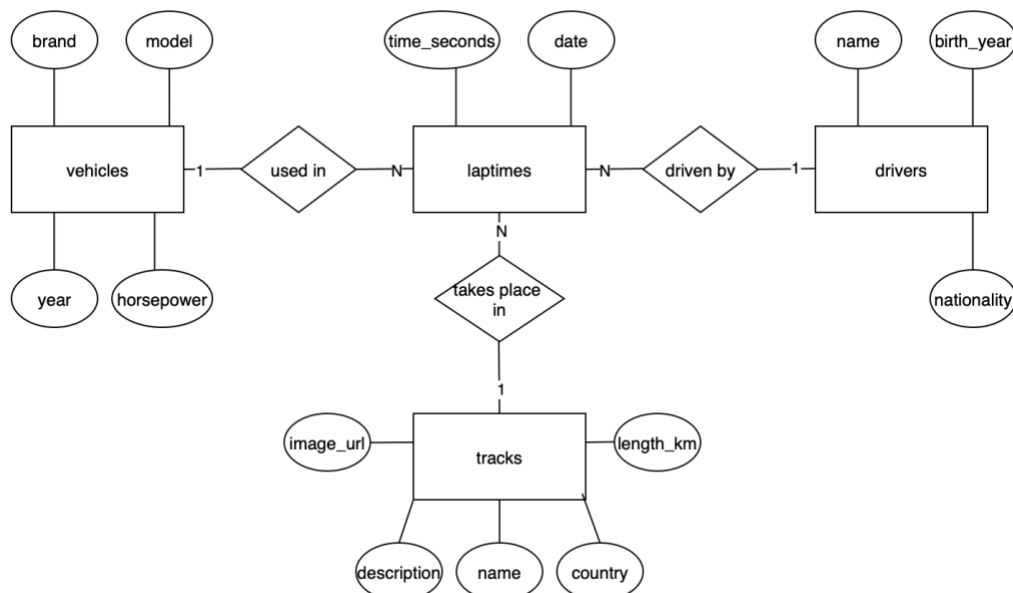 brand
model
time_seconds
date
name
birth_year
vehicles
1
used in
N
laptimes
N
driven by
1
drivers
year
horsepower
N
takes place
in
nationality
1
image_url
tracks
length_km
description
name
country